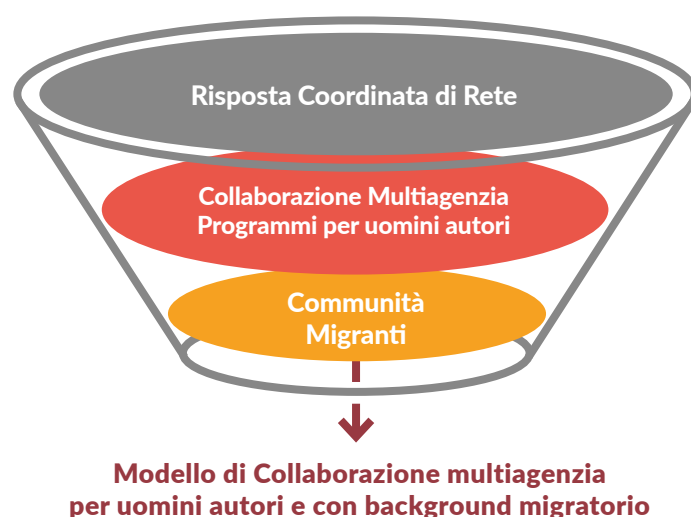 Risposta Coordinata di Rete
Collaborazione Multiagenzia
Programmi per uomini autori
Communità
Migranti
Modello di Collaborazione multiagenzia
per uomini autori e con background migratorio